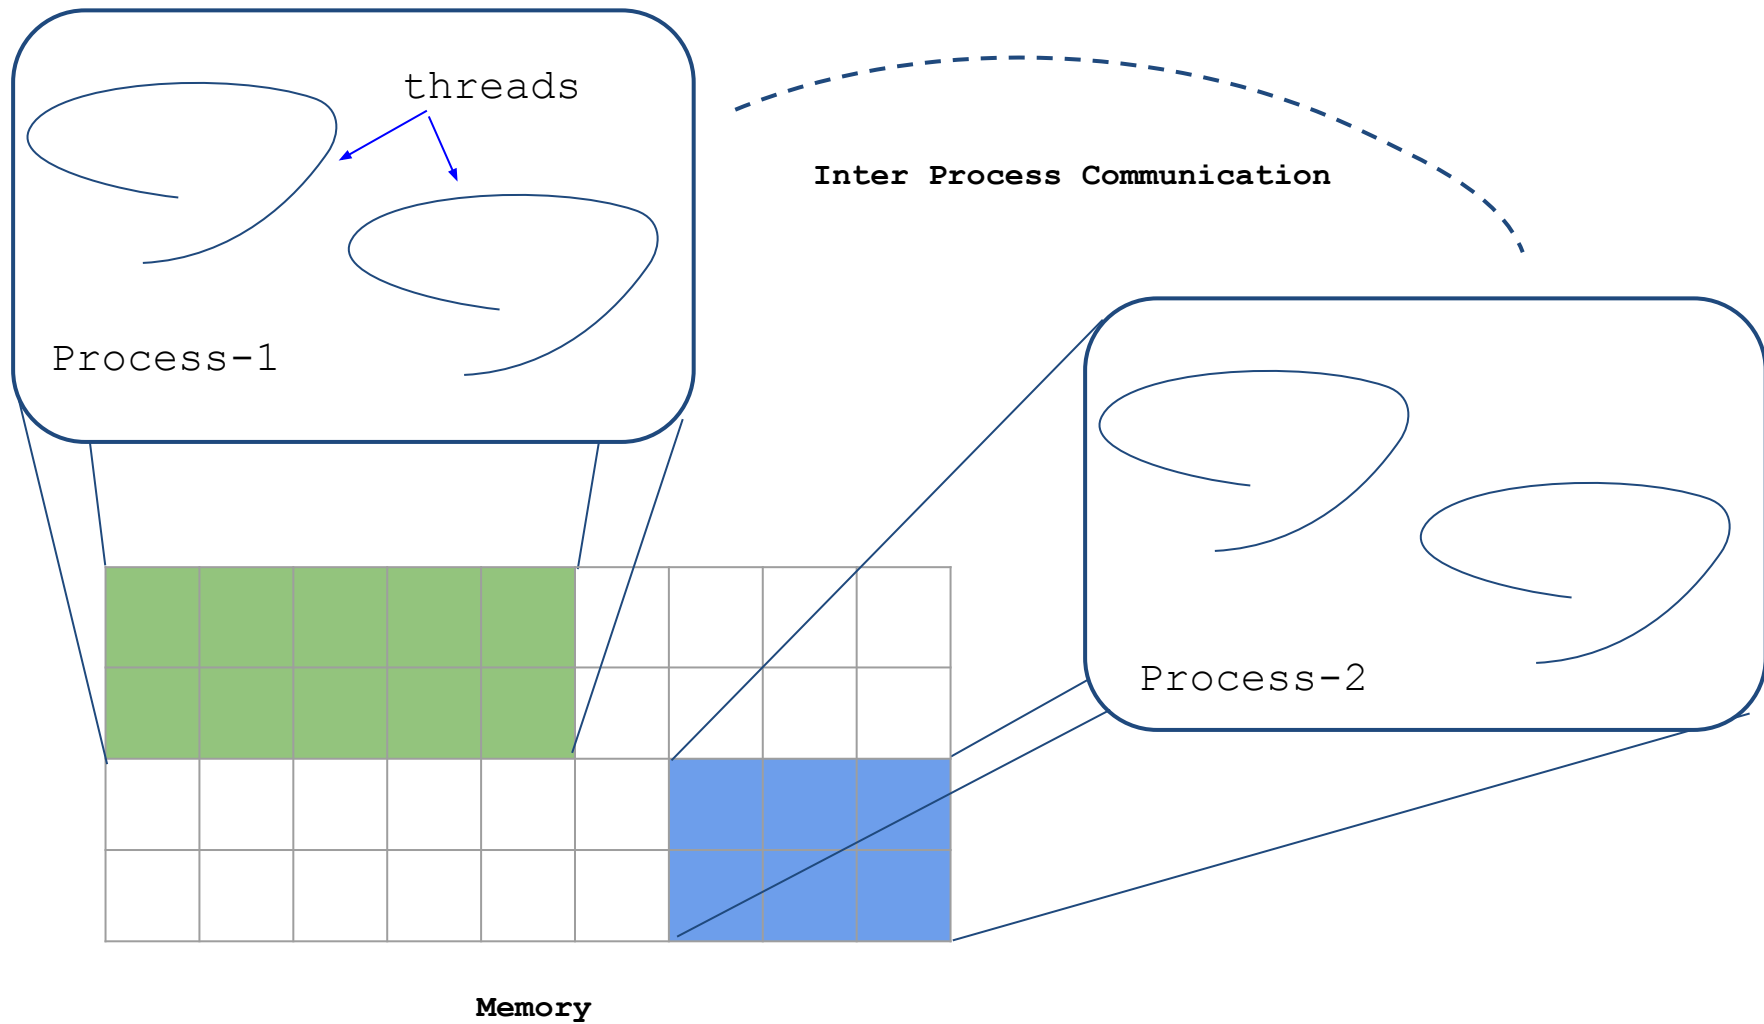 threads
Inter Process Communication
Process-1
Process-2
Memory